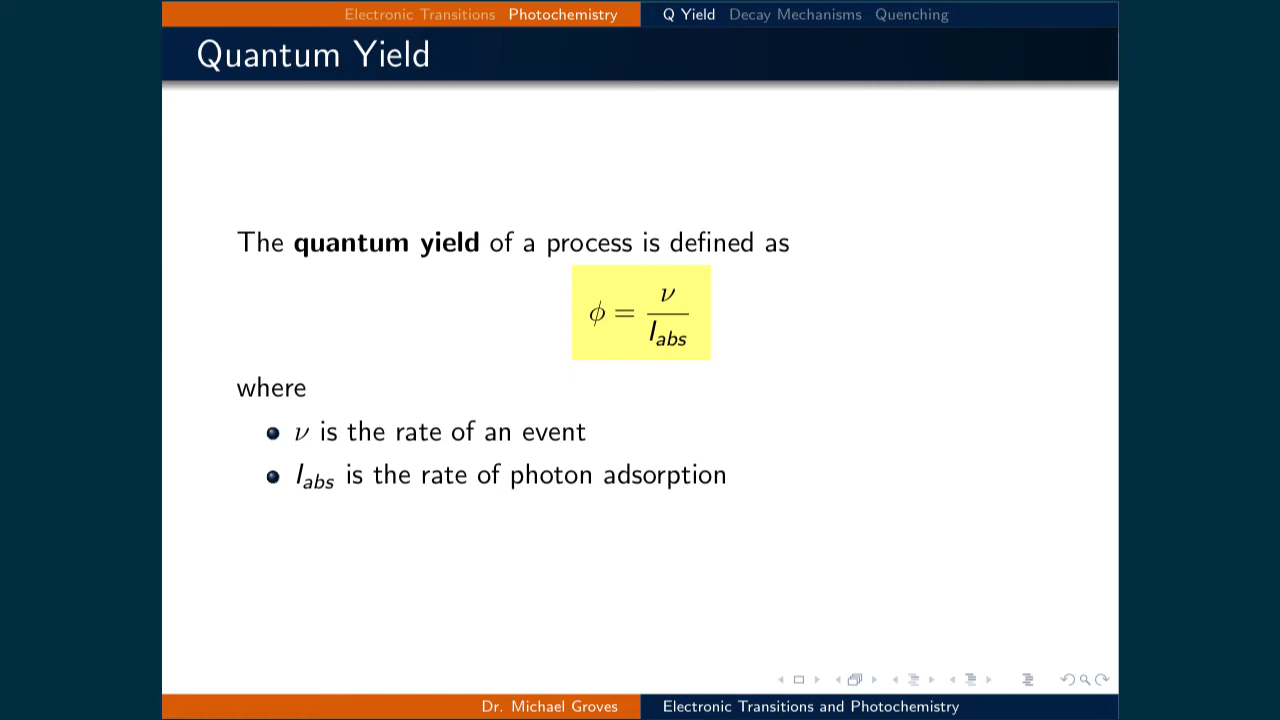 Electronic Transitions Photochemistry Q Yield Decay Mechanisms Quenching
Quantum Yield
The quantum yield of a process is defined as
ϕ = ν / I_abs
where
ν is the rate of an event
I_abs is the rate of photon adsorption
Dr. Michael Groves Electronic Transitions and Photochemistry